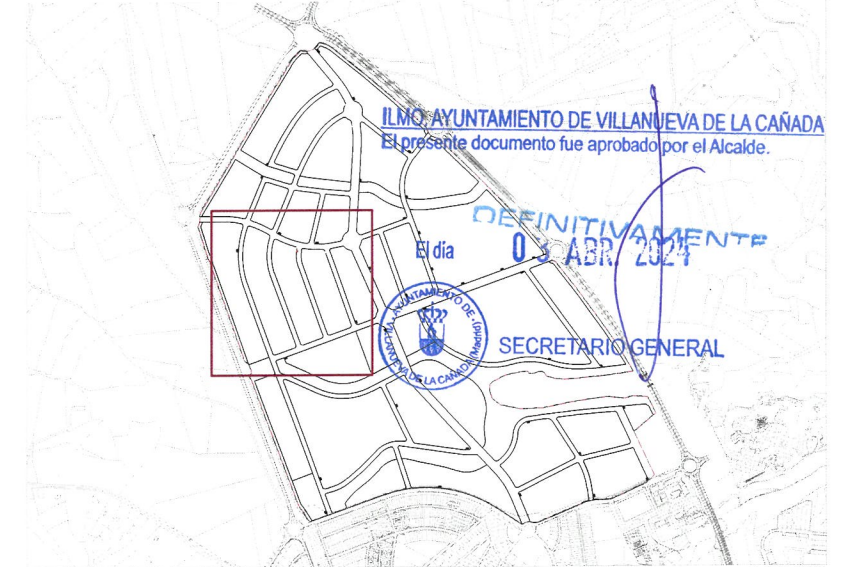 ILMO. AYUNTAMIENTO DE VILLANUEVA DE LA CAÑADA
El presente documento fue aprobado por el Alcalde.
DEFINITIVAMENTE
El día 03 ABR. 2024
AYUNTAMIENTO DE VILLANUEVA DE LA CAÑADA (Madrid)
SECRETARIO GENERAL